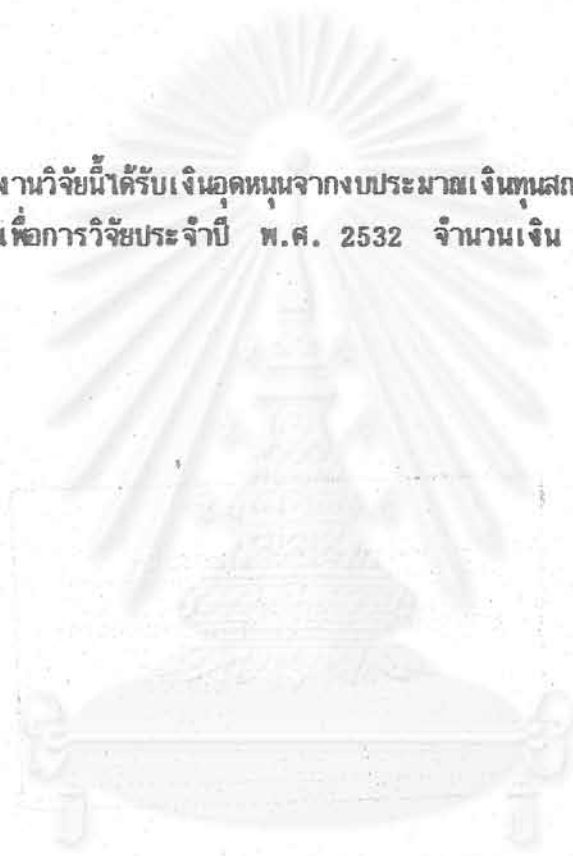 งานวิจัยนี้ได้รับเงินอุดหนุนจากงบประมาณเงินทุนส
เพื่อการวิจัยประจำปี พ.ศ. 2532 จำนวนเงิน